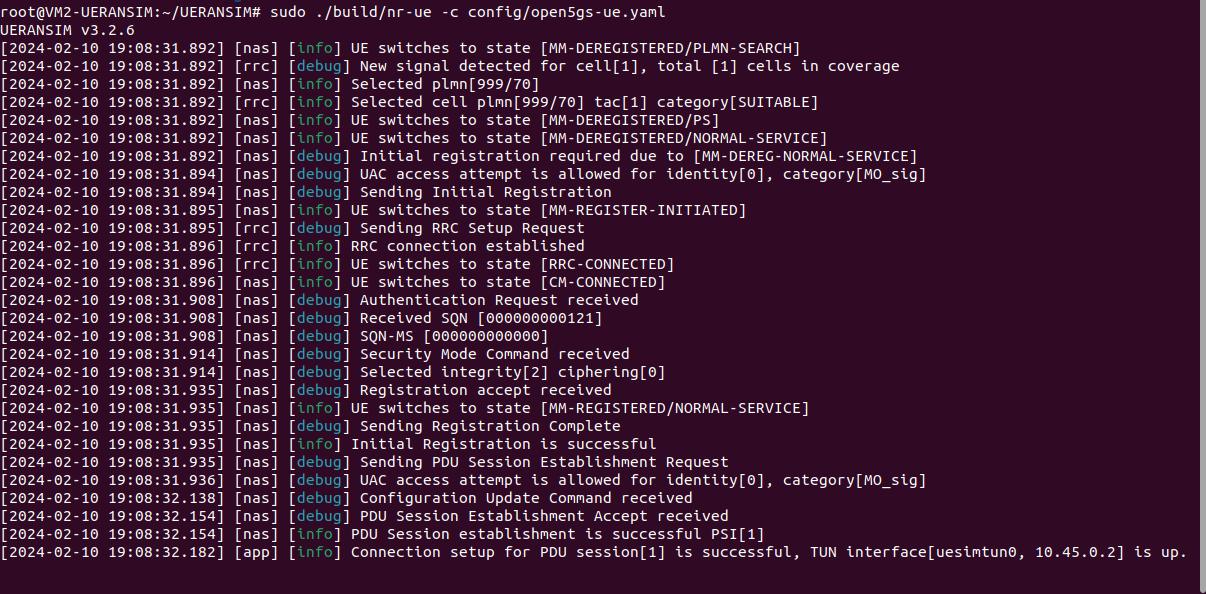 root@VM2-UERANSIM:~/UERANSIM# sudo ./build/nr-ue -c config/open5gs-ue.yaml
UERANSIM v3.2.6
[2024-02-10 19:08:31.892] [nas] [info] UE switches to state [MM-DEREGISTERED/PLMN-SEARCH]
[2024-02-10 19:08:31.892] [rrc] [debug] New signal detected for cell[1], total [1] cells in coverage
[2024-02-10 19:08:31.892] [nas] [info] Selected plmn[999/70]
[2024-02-10 19:08:31.892] [rrc] [info] Selected cell plmn[999/70] tac[1] category[SUITABLE]
[2024-02-10 19:08:31.892] [nas] [info] UE switches to state [MM-DEREGISTERED/PS]
[2024-02-10 19:08:31.892] [nas] [info] UE switches to state [MM-DEREGISTERED/NORMAL-SERVICE]
[2024-02-10 19:08:31.892] [nas] [debug] Initial registration required due to [MM-DEREG-NORMAL-SERVICE]
[2024-02-10 19:08:31.894] [nas] [debug] UAC access attempt is allowed for identity[0], category[MO_sig]
[2024-02-10 19:08:31.894] [nas] [debug] Sending Initial Registration
[2024-02-10 19:08:31.895] [nas] [info] UE switches to state [MM-REGISTER-INITIATED]
[2024-02-10 19:08:31.895] [rrc] [debug] Sending RRC Setup Request
[2024-02-10 19:08:31.896] [rrc] [info] RRC connection established
[2024-02-10 19:08:31.896] [rrc] [info] UE switches to state [RRC-CONNECTED]
[2024-02-10 19:08:31.896] [nas] [info] UE switches to state [CM-CONNECTED]
[2024-02-10 19:08:31.908] [nas] [debug] Authentication Request received
[2024-02-10 19:08:31.908] [nas] [debug] Received SQN [000000000121]
[2024-02-10 19:08:31.908] [nas] [debug] SQN-MS [000000000000]
[2024-02-10 19:08:31.914] [nas] [debug] Security Mode Command received
[2024-02-10 19:08:31.914] [nas] [debug] Selected integrity[2] ciphering[0]
[2024-02-10 19:08:31.935] [nas] [debug] Registration accept received
[2024-02-10 19:08:31.935] [nas] [info] UE switches to state [MM-REGISTERED/NORMAL-SERVICE]
[2024-02-10 19:08:31.935] [nas] [debug] Sending Registration Complete
[2024-02-10 19:08:31.935] [nas] [info] Initial Registration is successful
[2024-02-10 19:08:31.935] [nas] [debug] Sending PDU Session Establishment Request
[2024-02-10 19:08:31.936] [nas] [debug] UAC access attempt is allowed for identity[0], category[MO_sig]
[2024-02-10 19:08:32.138] [nas] [debug] Configuration Update Command received
[2024-02-10 19:08:32.154] [nas] [debug] PDU Session Establishment Accept received
[2024-02-10 19:08:32.154] [nas] [info] PDU Session establishment is successful PSI[1]
[2024-02-10 19:08:32.182] [app] [info] Connection setup for PDU session[1] is successful, TUN interface[uesimtun0, 10.45.0.2] is up.